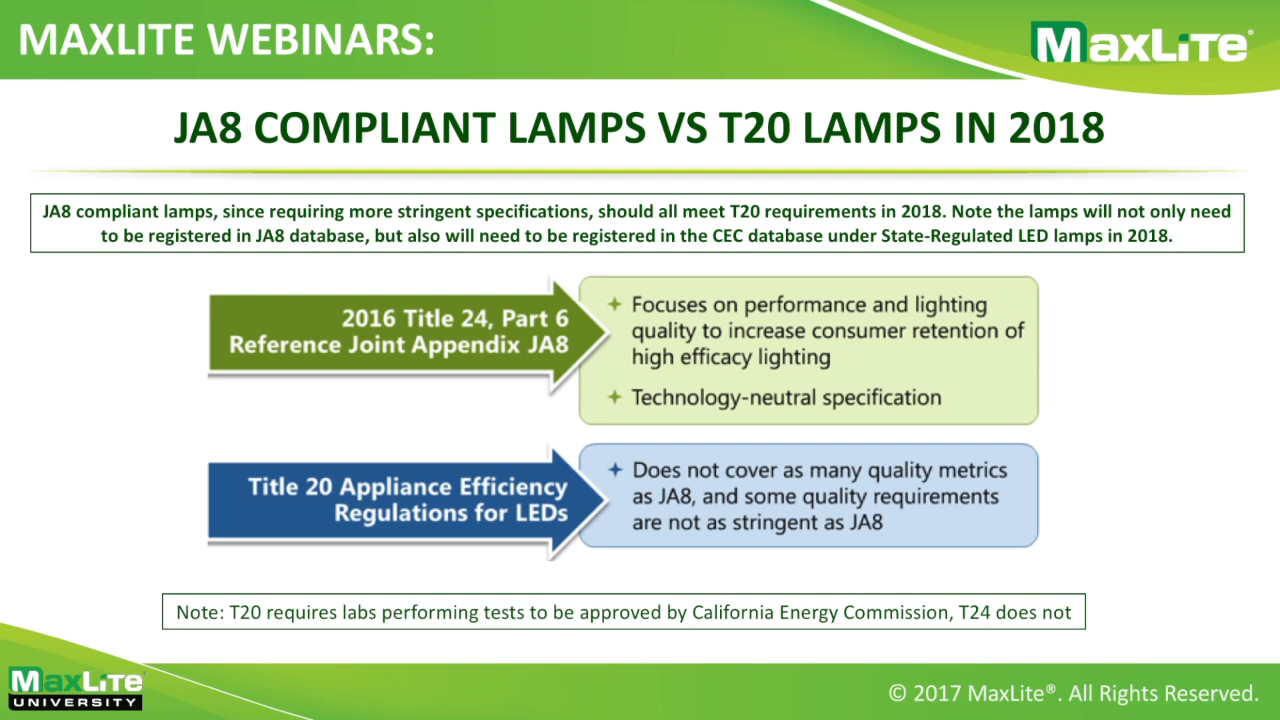 MAXLITE WEBINARS:
MaxLite®
JA8 COMPLIANT LAMPS VS T20 LAMPS IN 2018
JA8 compliant lamps, since requiring more stringent specifications, should all meet T20 requirements in 2018. Note the lamps will not only need
to be registered in JA8 database, but also will need to be registered in the CEC database under State-Regulated LED lamps in 2018.
2016 Title 24, Part 6
Reference Joint Appendix JA8
Focuses on performance and lighting
quality to increase consumer retention of
high efficacy lighting
Technology-neutral specification
Title 20 Appliance Efficiency
Regulations for LEDs
Does not cover as many quality metrics
as JA8, and some quality requirements
are not as stringent as JA8
Note: T20 requires labs performing tests to be approved by California Energy Commission, T24 does not
MaxLite
UNIVERSITY
© 2017 MaxLite®. All Rights Reserved.